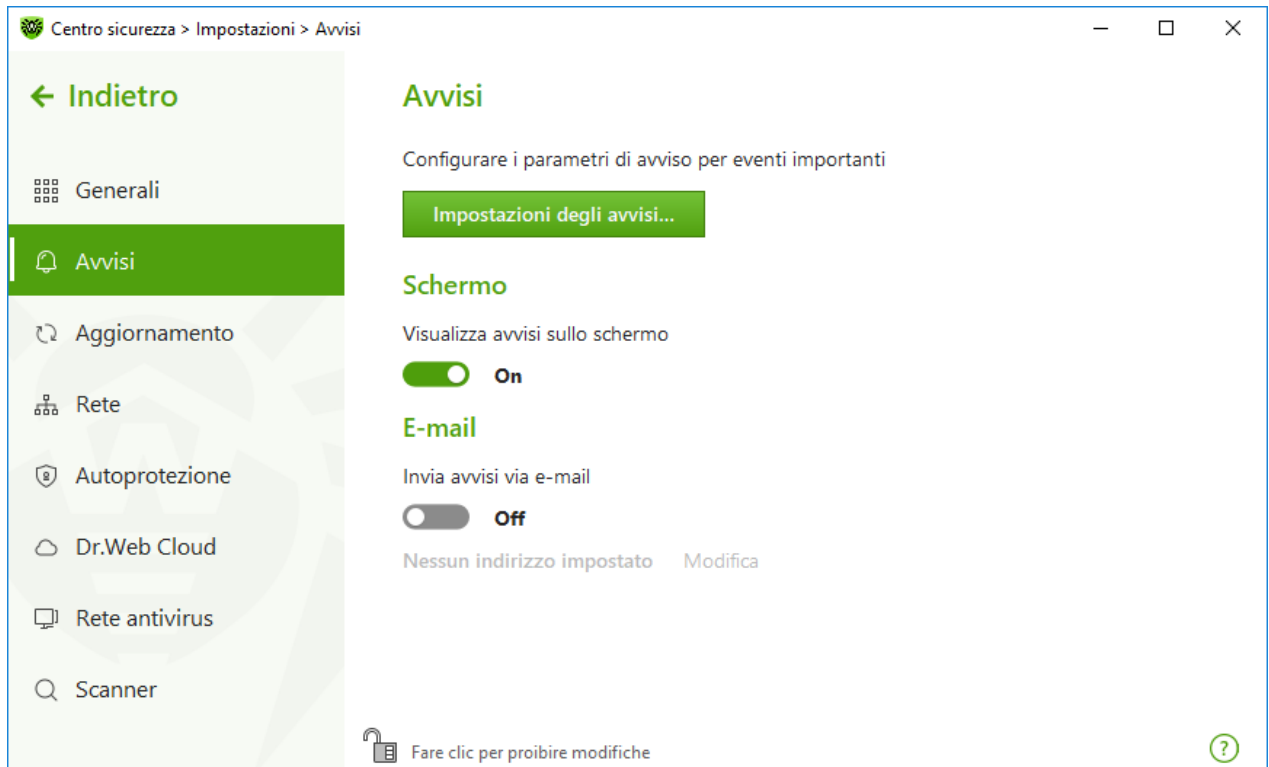 Centro sicurezza > Impostazioni > Avvisi
Indietro
Generali
Avvisi
Aggiornamento
Rete
Autoprotezione
Dr.Web Cloud
Rete antivirus
Scanner
Avvisi
Configurare i parametri di avviso per eventi importanti
Impostazioni degli avvisi...
Schermo
Visualizza avvisi sullo schermo
On
E-mail
Invia avvisi via e-mail
Off
Nessun indirizzo impostato Modifica
Fare clic per proibire modifiche
?